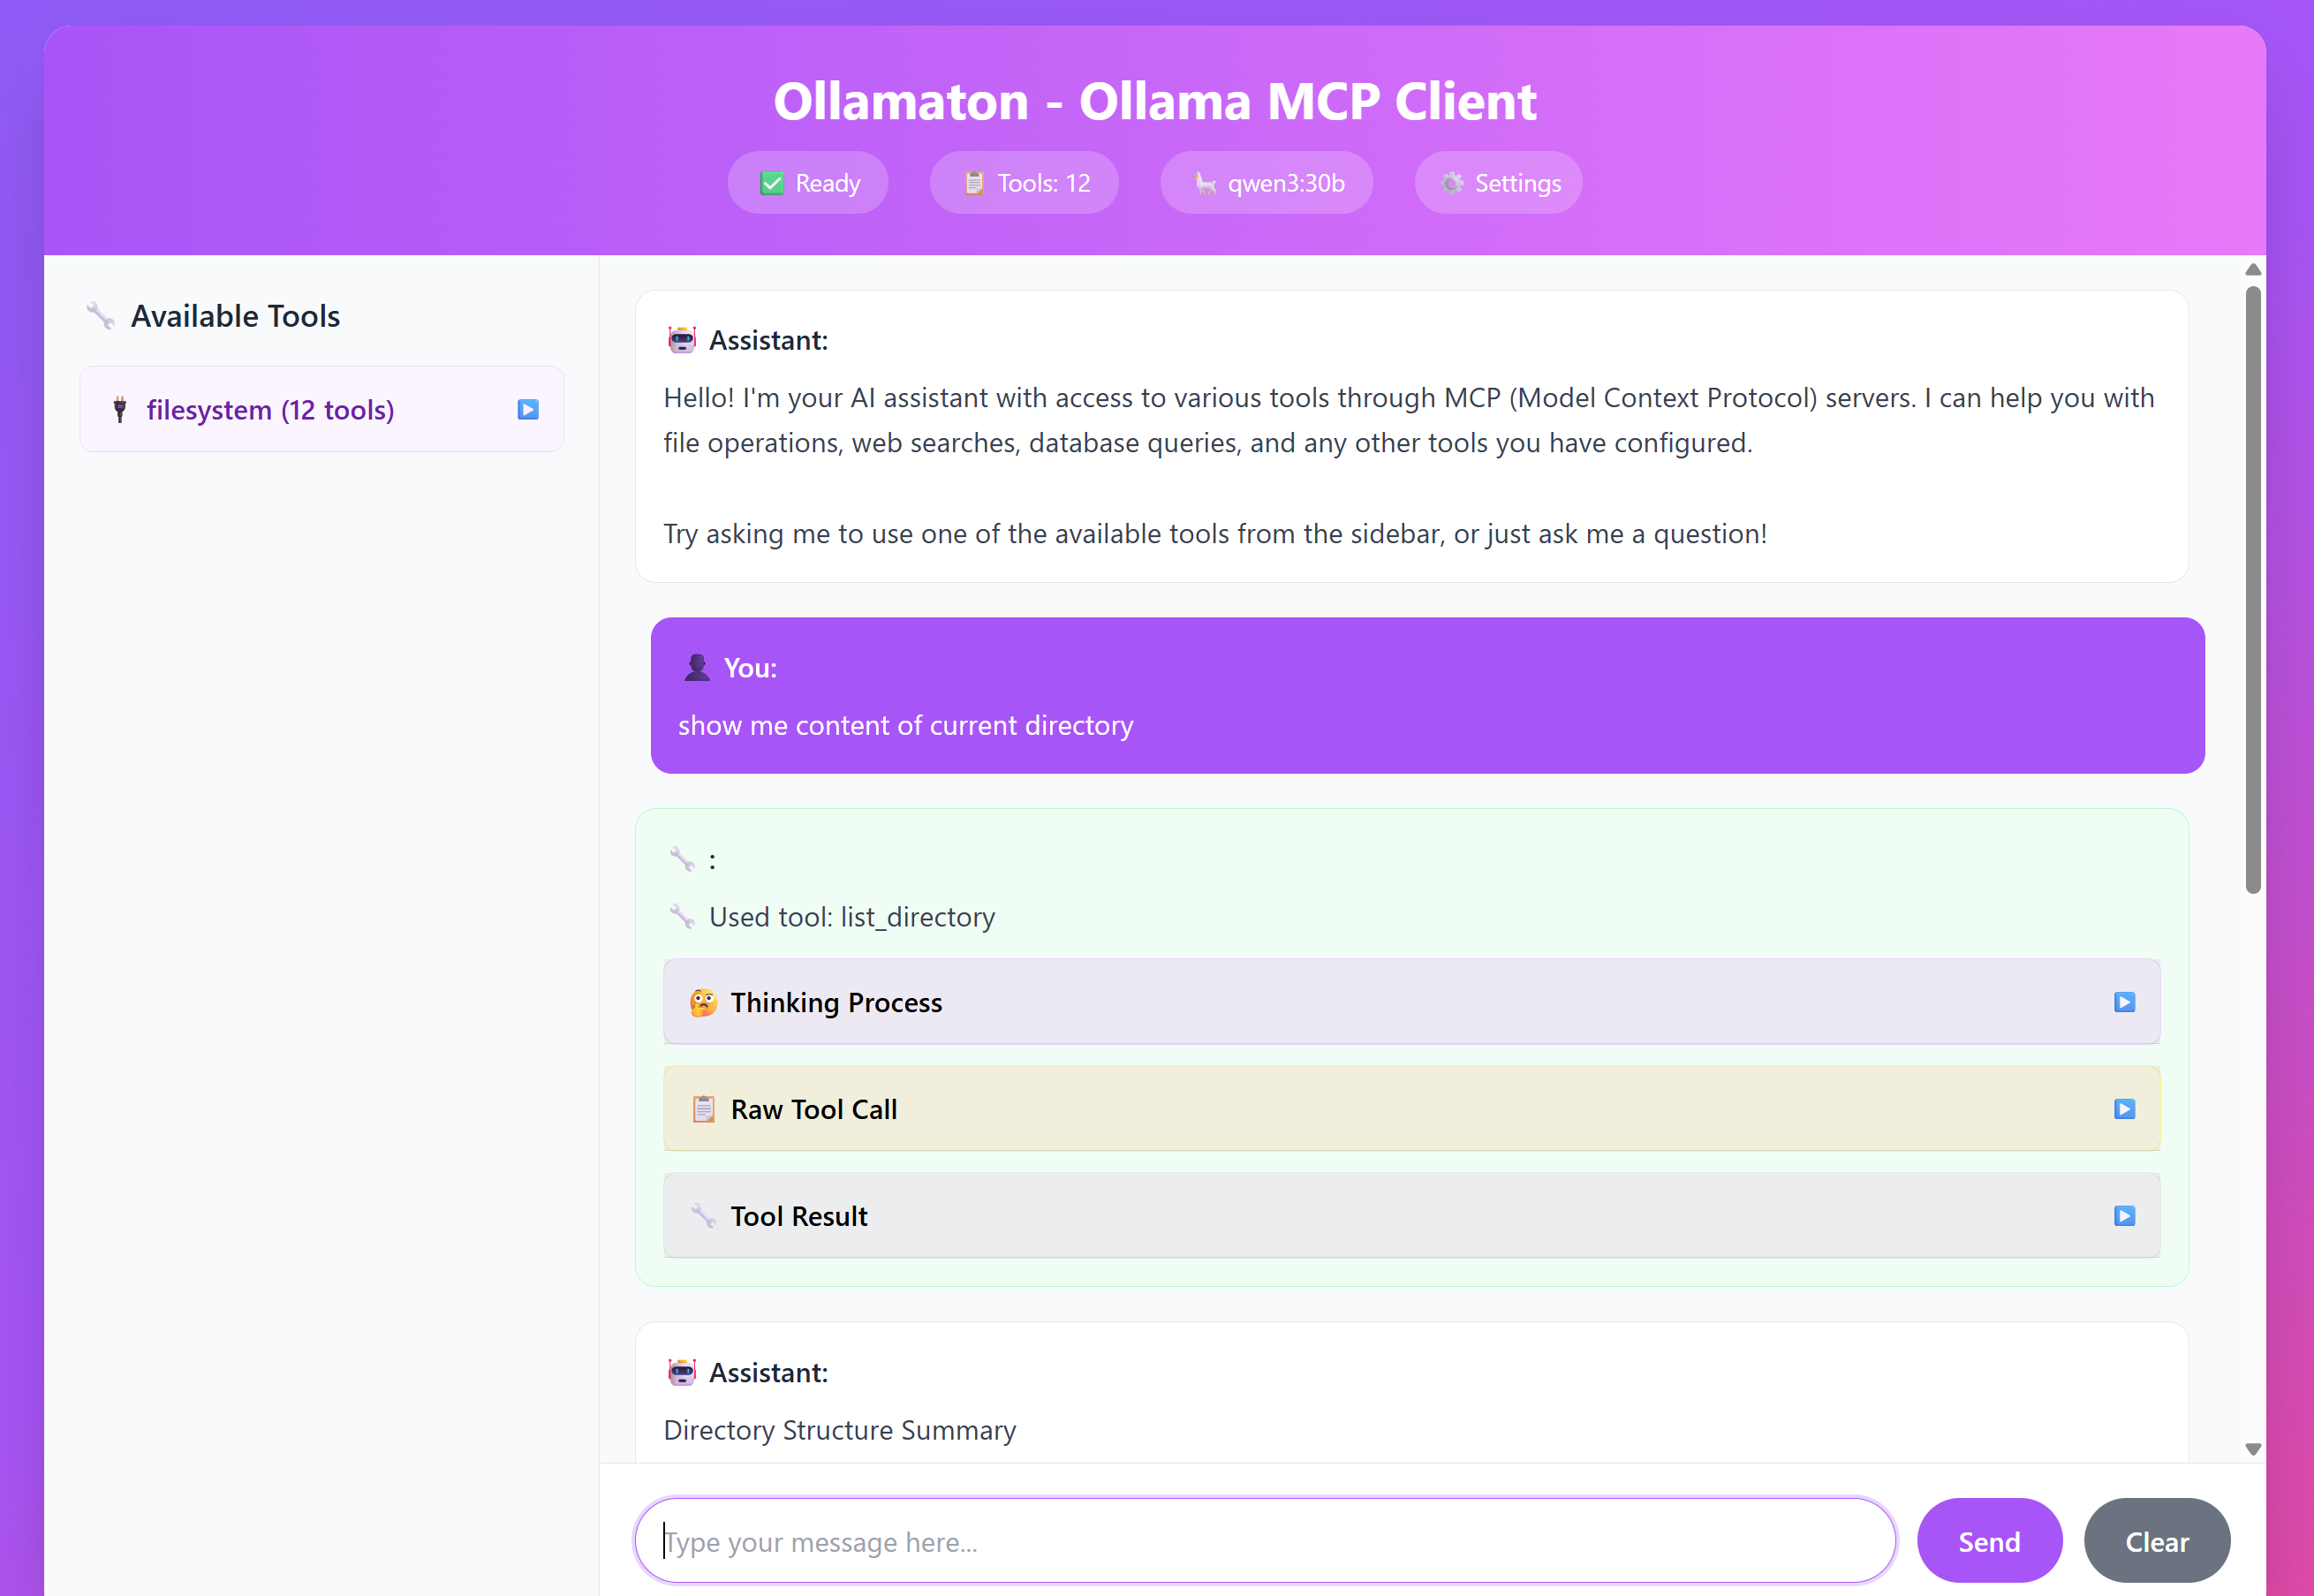 Ollamaton - Ollama MCP Client
Ready
Tools: 12
qwen3:30b
Settings
Available Tools
filesystem (12 tools)
Assistant:
Hello! I'm your AI assistant with access to various tools through MCP (Model Context Protocol) servers. I can help you with
file operations, web searches, database queries, and any other tools you have configured.
Try asking me to use one of the available tools from the sidebar, or just ask me a question!
You:
show me content of current directory
:
Used tool: list_directory
Thinking Process
Raw Tool Call
Tool Result
Assistant:
Directory Structure Summary
Type your message here...
Send
Clear